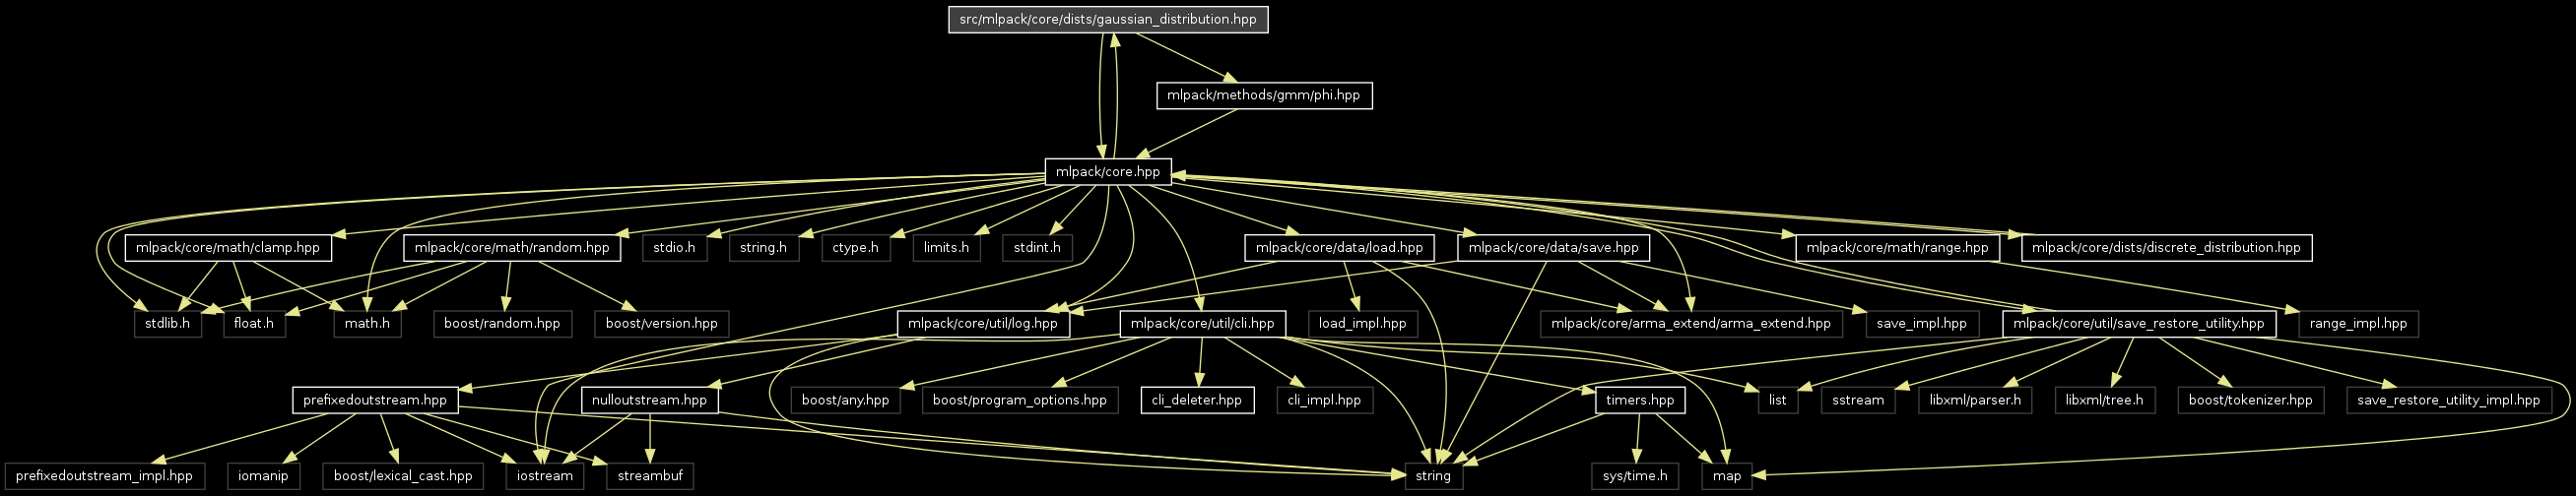 src/mlpack/core/dists/gaussian_distribution.hpp
mlpack/methods/gmm/phi.hpp
mlpack/core.hpp
mlpack/core/math/clamp.hpp
mlpack/core/math/random.hpp
stdio.h
string.h
ctype.h
limits.h
stdint.h
mlpack/core/data/load.hpp
mlpack/core/data/save.hpp
mlpack/core/math/range.hpp
mlpack/core/dists/discrete_distribution.hpp
stdlib.h
float.h
math.h
boost/random.hpp
boost/version.hpp
mlpack/core/util/log.hpp
mlpack/core/util/cli.hpp
load_impl.hpp
mlpack/core/arma_extend/arma_extend.hpp
save_impl.hpp
mlpack/core/util/save_restore_utility.hpp
range_impl.hpp
prefixedoutstream.hpp
nulloutstream.hpp
boost/any.hpp
boost/program_options.hpp
cli_deleter.hpp
cli_impl.hpp
timers.hpp
list
sstream
libxml/parser.h
libxml/tree.h
boost/tokenizer.hpp
save_restore_utility_impl.hpp
prefixedoutstream_impl.hpp
iomanip
boost/lexical_cast.hpp
iostream
streambuf
string
sys/time.h
map